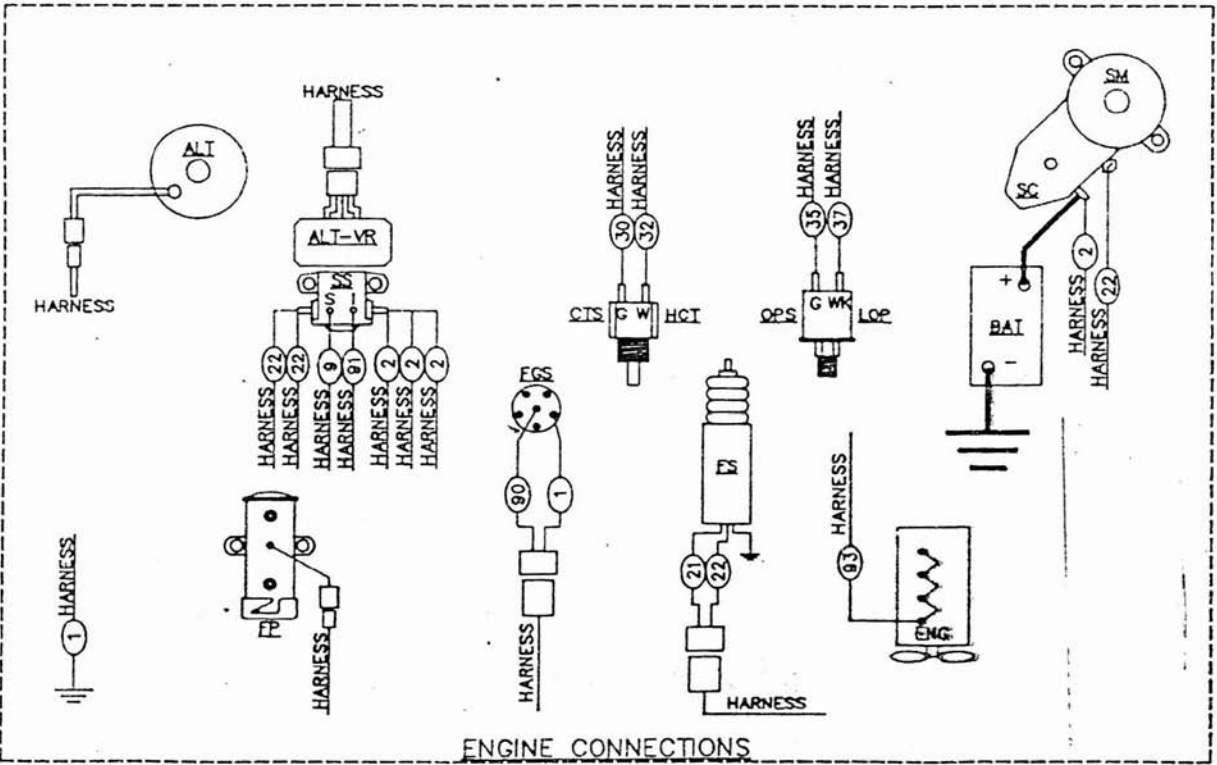 HARNESS
ALT
HARNESS
ALT-VR
SS
S I
22
22
9
91
2
2
2
HARNESS
HARNESS
HARNESS
HARNESS
HARNESS
HARNESS
HARNESS
HARNESS
HARNESS
30
32
CTS G W HCT
HARNESS
HARNESS
35
37
OPS G WK LOP
SM
SC
+
BAT
-
2
22
HARNESS
HARNESS
FGS
90
1
HARNESS
FS
21
22
HARNESS
HARNESS
93
ENG
FP
HARNESS
HARNESS
1
ENGINE CONNECTIONS